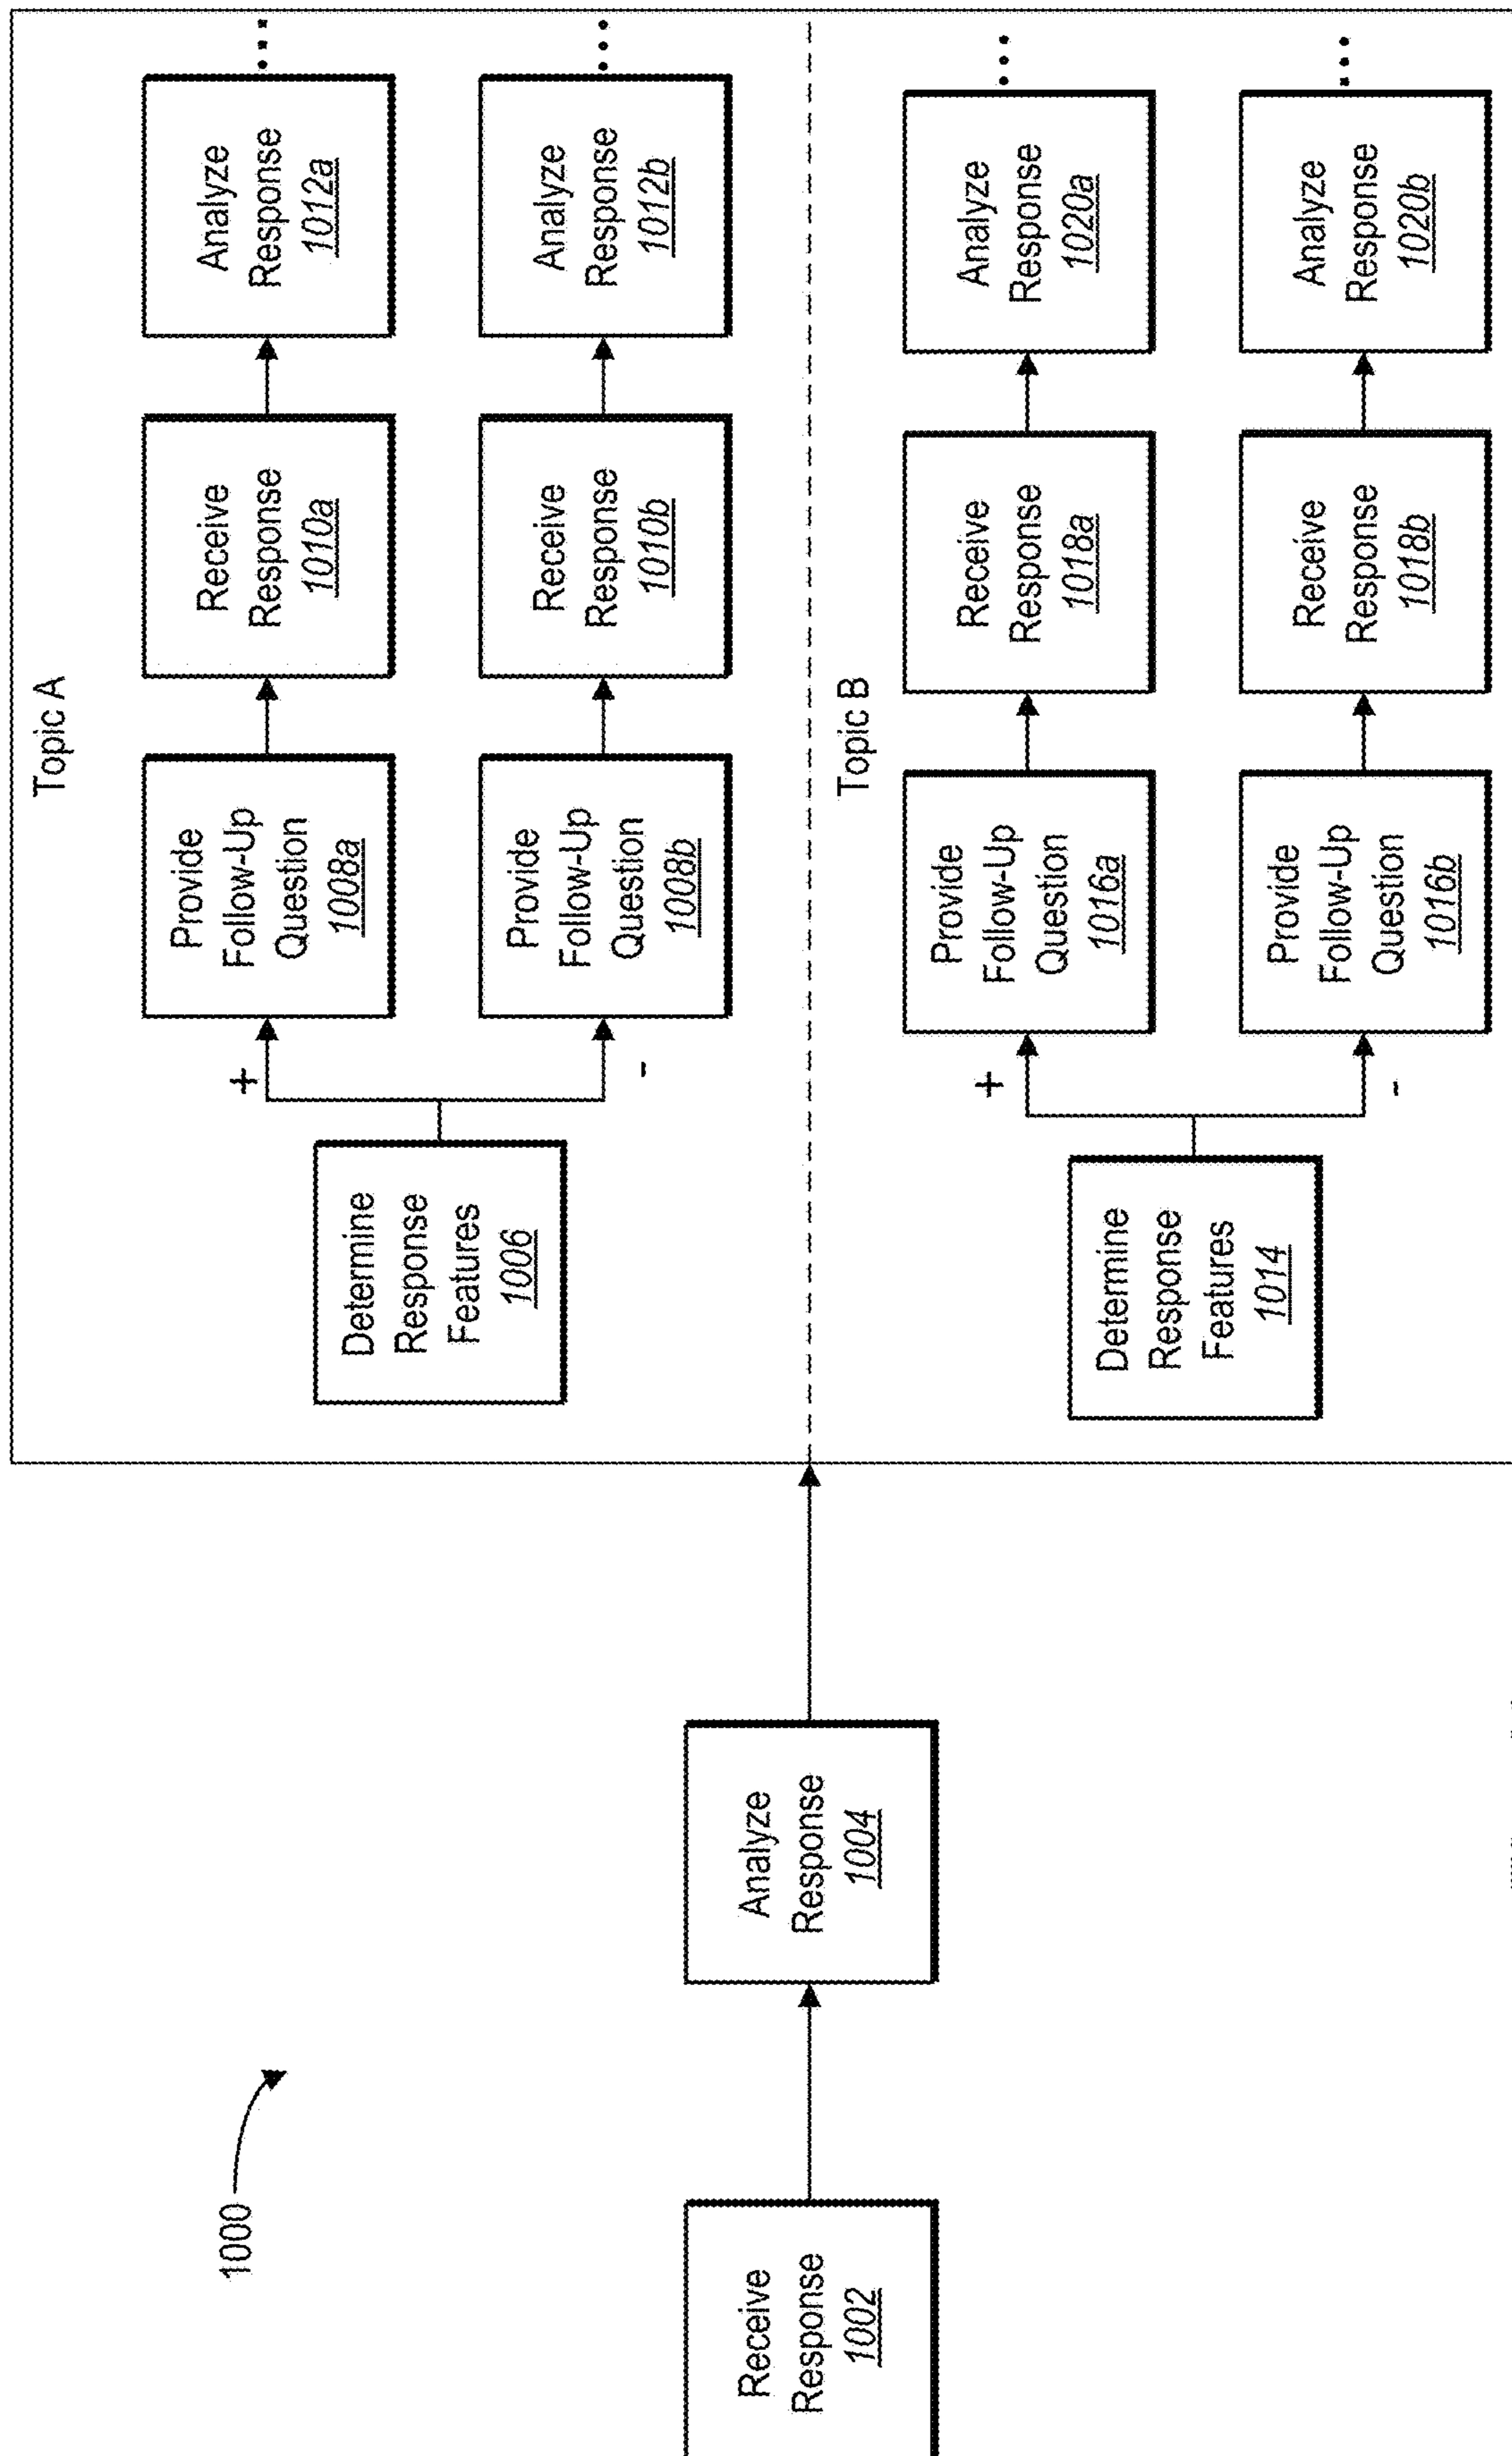 1000
Receive
Response
1002
Analyze
Response
1004
Topic A
Determine
Response
Features
1006
+
-
Provide
Follow-Up
Question
1008a
Receive
Response
1010a
Analyze
Response
1012a
...
Provide
Follow-Up
Question
1008b
Receive
Response
1010b
Analyze
Response
1012b
...
Topic B
Determine
Response
Features
1014
+
-
Provide
Follow-Up
Question
1016a
Receive
Response
1018a
Analyze
Response
1020a
...
Provide
Follow-Up
Question
1016b
Receive
Response
1018b
Analyze
Response
1020b
...